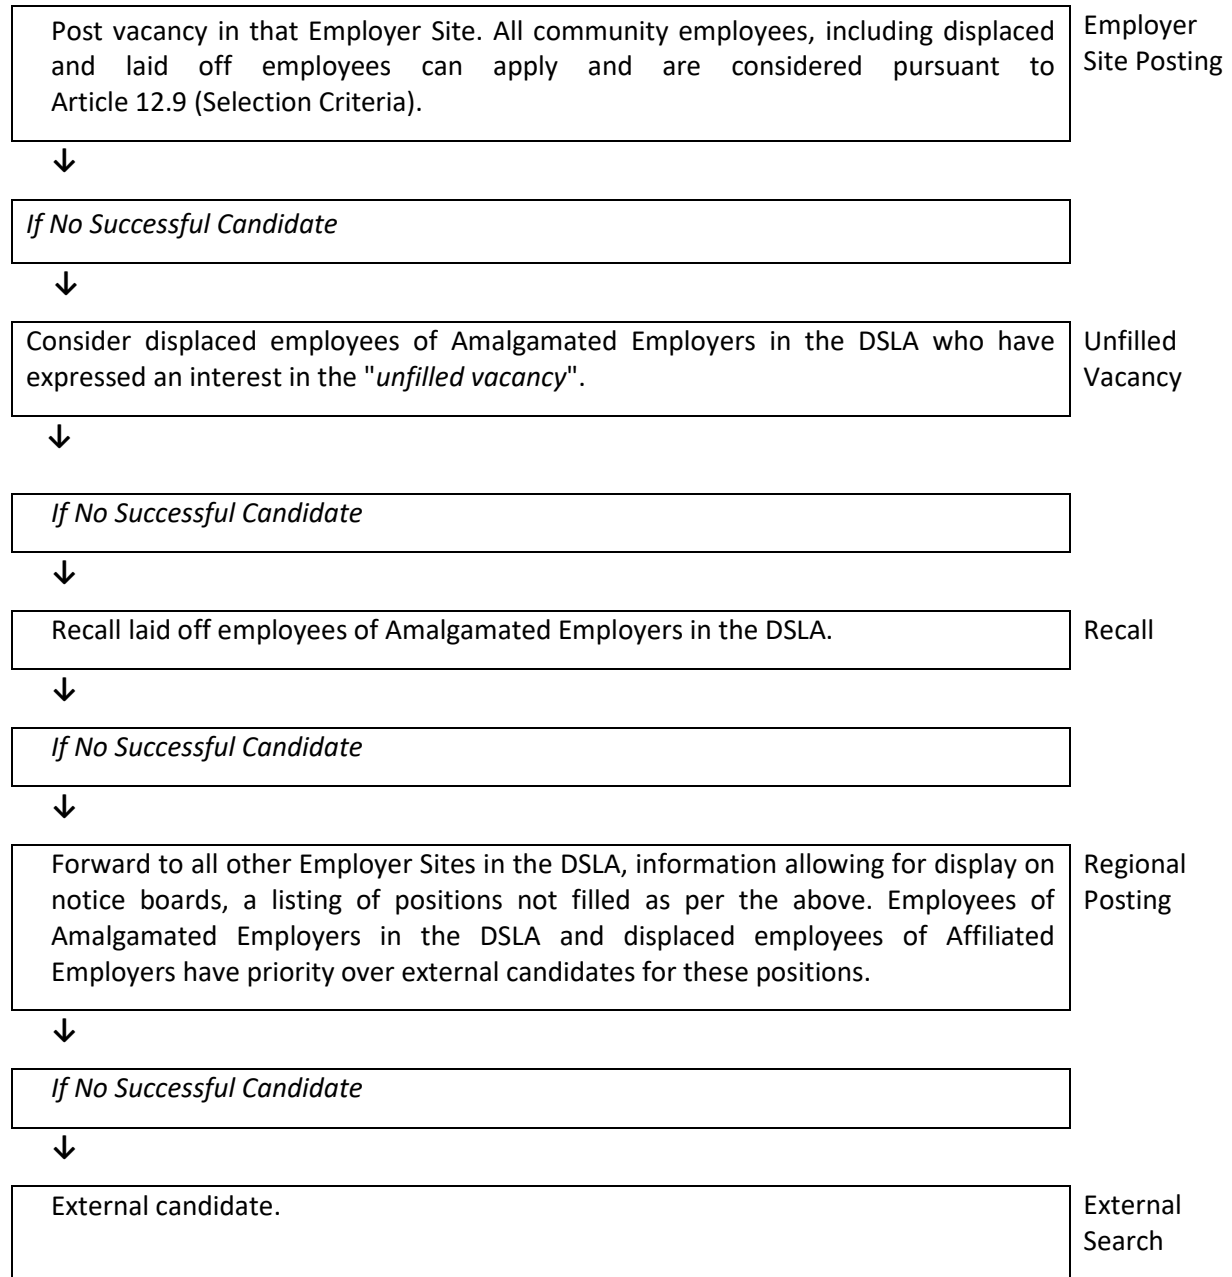 Post vacancy in that Employer Site. All community employees, including displaced
and laid off employees can apply and are considered pursuant to
Article 12.9 (Selection Criteria).
Employer
Site Posting
↓
If No Successful Candidate
↓
Consider displaced employees of Amalgamated Employers in the DSLA who have
expressed an interest in the "unfilled vacancy".
Unfilled
Vacancy
↓
If No Successful Candidate
↓
Recall laid off employees of Amalgamated Employers in the DSLA.
Recall
↓
If No Successful Candidate
↓
Forward to all other Employer Sites in the DSLA, information allowing for display on
notice boards, a listing of positions not filled as per the above. Employees of
Amalgamated Employers in the DSLA and displaced employees of Affiliated
Employers have priority over external candidates for these positions.
Regional
Posting
↓
If No Successful Candidate
↓
External candidate.
External
Search